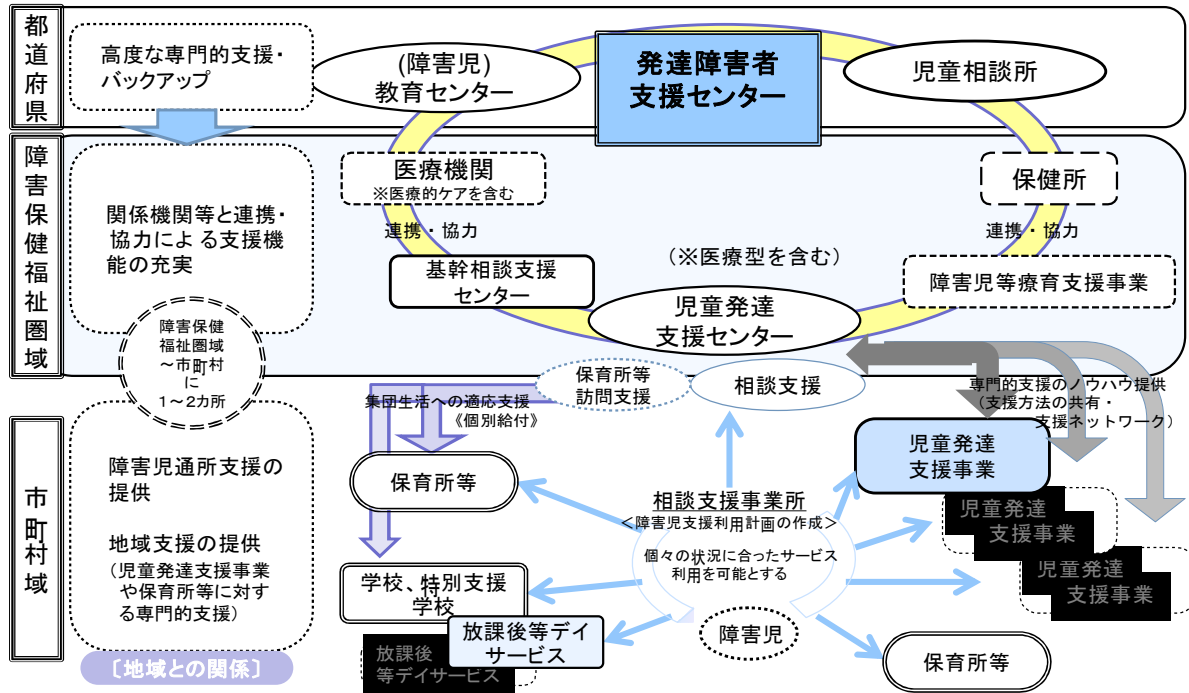 都道府県
高度な専門的支援・
バックアップ
(障害児)
教育センター
発達障害者
支援センター
児童相談所
障害保健福祉圏域
関係機関等と連携・
協力による支援機
能の充実
医療機関
※医療的ケアを含む
保健所
連携・協力
連携・協力
(※医療型を含む)
基幹相談支援
センター
障害児等療育支援事業
児童発達
支援センター
障害保健
福祉圏域
～市町村
に
1～2カ所
保育所等
訪問支援
相談支援
専門的支援のノウハウ提供
(支援方法の共有・
支援ネットワーク)
集団生活への適応支援
《個別給付》
市町村域
障害児通所支援の
提供
地域支援の提供
(児童発達支援事業
や保育所等に対す
る専門的支援)
〔地域との関係〕
保育所等
児童発達
支援事業
相談支援事業所
＜障害児支援利用計画の作成＞
個々の状況に合ったサービス
利用を可能とする
児童発達
支援事業
児童発達
支援事業
学校、特別支援
学校
放課後等デイ
サービス
放課後
等デイサービス
障害児
保育所等